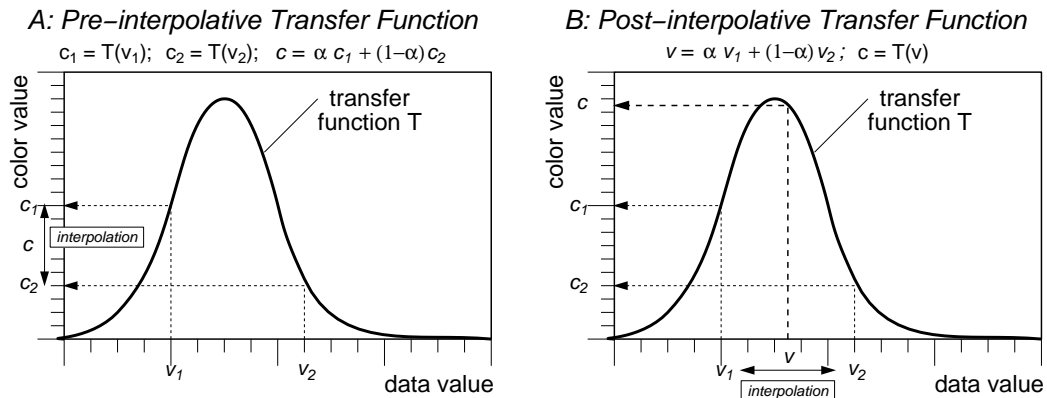 A: Pre-interpolative Transfer Function
c₁ = T(v₁); c₂ = T(v₂); c = α c₁ + (1-α) c₂
color value
transfer
function T
c₁
interpolation
c
c₂
v₁
v₂
data value
B: Post-interpolative Transfer Function
v = α v₁ + (1-α) v₂ ; c = T(v)
color value
c
transfer
function T
c₁
c₂
v₁
v
v₂
interpolation
data value